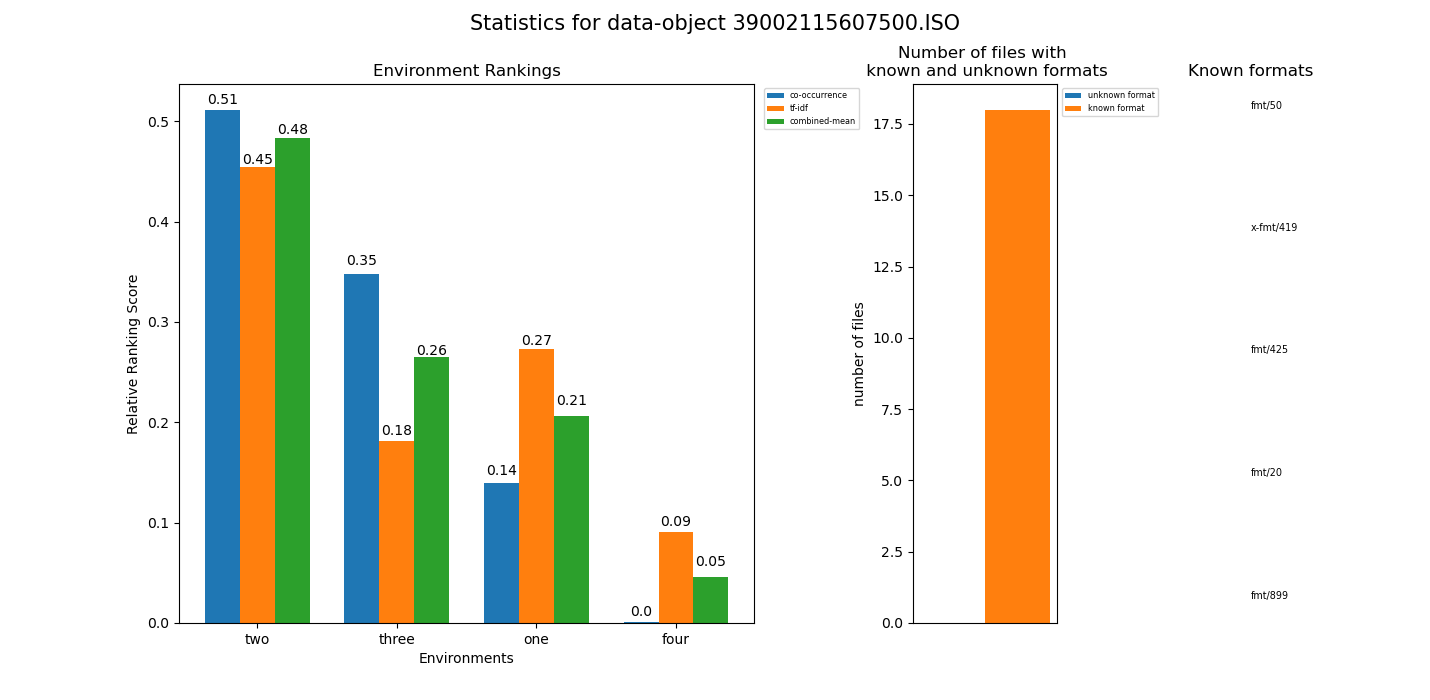 Statistics for data-object 39002115607500.ISO
Environment Rankings
Relative Ranking Score
0.5
0.4
0.3
0.2
0.1
0.0
0.51
0.45
0.48
0.35
0.18
0.26
0.14
0.27
0.21
0.0
0.09
0.05
two
three
one
four
Environments
co-occurrence
tf-idf
combined-mean
Number of files with
known and unknown formats
number of files
17.5
15.0
12.5
10.0
7.5
5.0
2.5
0.0
unknown format
known format
Known formats
fmt/50
x-fmt/419
fmt/425
fmt/20
fmt/899